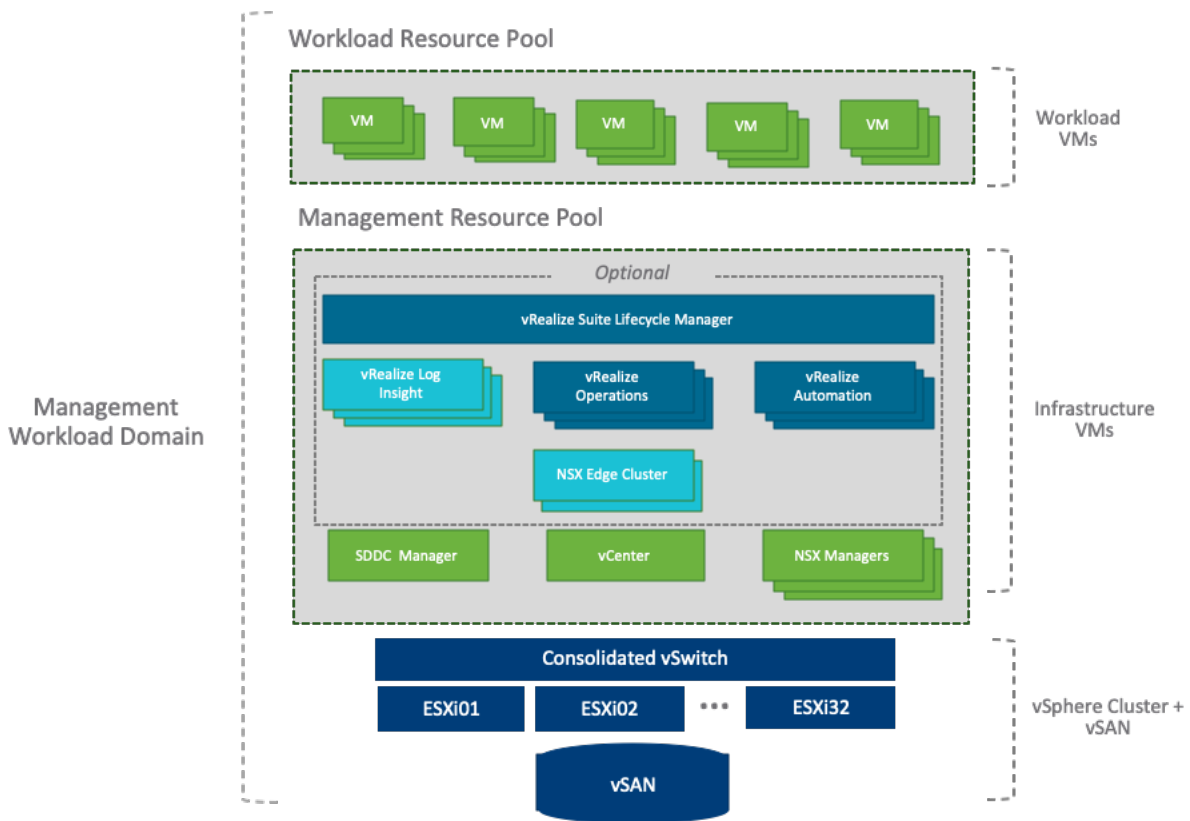 Workload Resource Pool
VM
VM
VM
VM
VM
Workload
VMs
Management Resource Pool
Optional
vRealize Suite Lifecycle Manager
vRealize Log
Insight
vRealize
Operations
vRealize
Automation
NSX Edge Cluster
SDDC Manager
vCenter
NSX Managers
Management
Workload Domain
Infrastructure
VMs
Consolidated vSwitch
ESXi01
ESXi02
•••
ESXi32
vSAN
vSphere Cluster +
vSAN